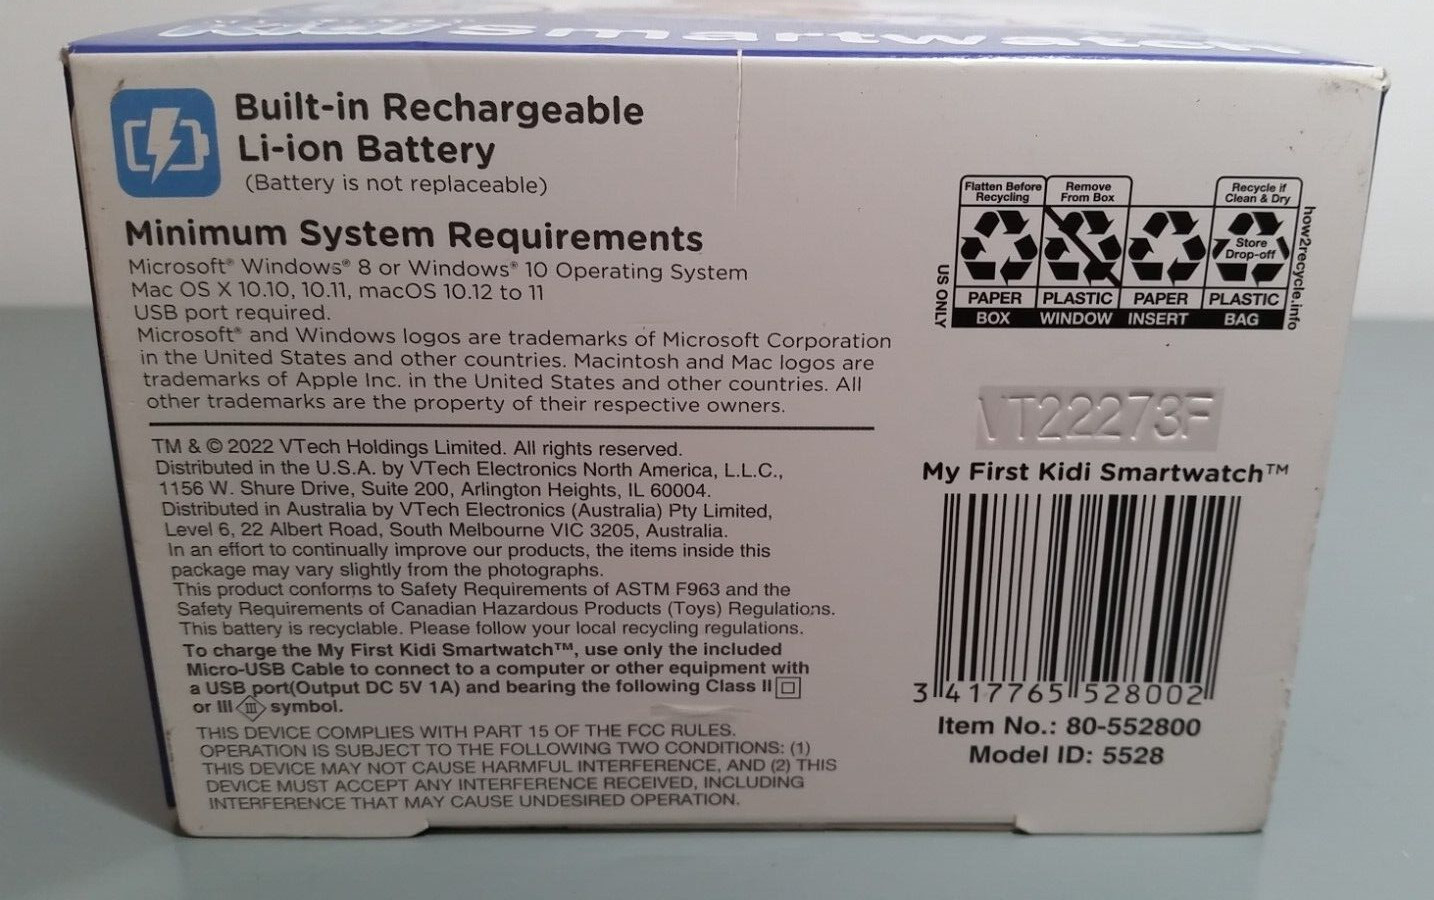 My First
Kidi Smartwatch
Built-in Rechargeable
Li-ion Battery
(Battery is not replaceable)
Minimum System Requirements
Microsoft® Windows® 8 or Windows® 10 Operating System
Mac OS X 10.10, 10.11, macOS 10.12 to 11
USB port required.
Microsoft® and Windows logos are trademarks of Microsoft Corporation
in the United States and other countries. Macintosh and Mac logos are
trademarks of Apple Inc. in the United States and other countries. All
other trademarks are the property of their respective owners.
TM & © 2022 VTech Holdings Limited. All rights reserved.
Distributed in the U.S.A. by VTech Electronics North America, L.L.C.,
1156 W. Shure Drive, Suite 200, Arlington Heights, IL 60004.
Distributed in Australia by VTech Electronics (Australia) Pty Limited,
Level 6, 22 Albert Road, South Melbourne VIC 3205, Australia.
In an effort to continually improve our products, the items inside this
package may vary slightly from the photographs.
This product conforms to Safety Requirements of ASTM F963 and the
Safety Requirements of Canadian Hazardous Products (Toys) Regulations.
This battery is recyclable. Please follow your local recycling regulations.
To charge the My First Kidi Smartwatch™, use only the included
Micro-USB Cable to connect to a computer or other equipment with
a USB port(Output DC 5V 1A) and bearing the following Class II
or III III symbol.
THIS DEVICE COMPLIES WITH PART 15 OF THE FCC RULES.
OPERATION IS SUBJECT TO THE FOLLOWING TWO CONDITIONS: (1)
THIS DEVICE MAY NOT CAUSE HARMFUL INTERFERENCE, AND (2) THIS
DEVICE MUST ACCEPT ANY INTERFERENCE RECEIVED, INCLUDING
INTERFERENCE THAT MAY CAUSE UNDESIRED OPERATION.
Flatten Before
Recycling
Remove
From Box
Recycle if
Clean & Dry
Store
Drop-off
US ONLY
how2recycle.info
PAPER PLASTIC PAPER PLASTIC
BOX WINDOW INSERT BAG
VT22273F
My First Kidi Smartwatch™
3 417765 528002
Item No.: 80-552800
Model ID: 5528